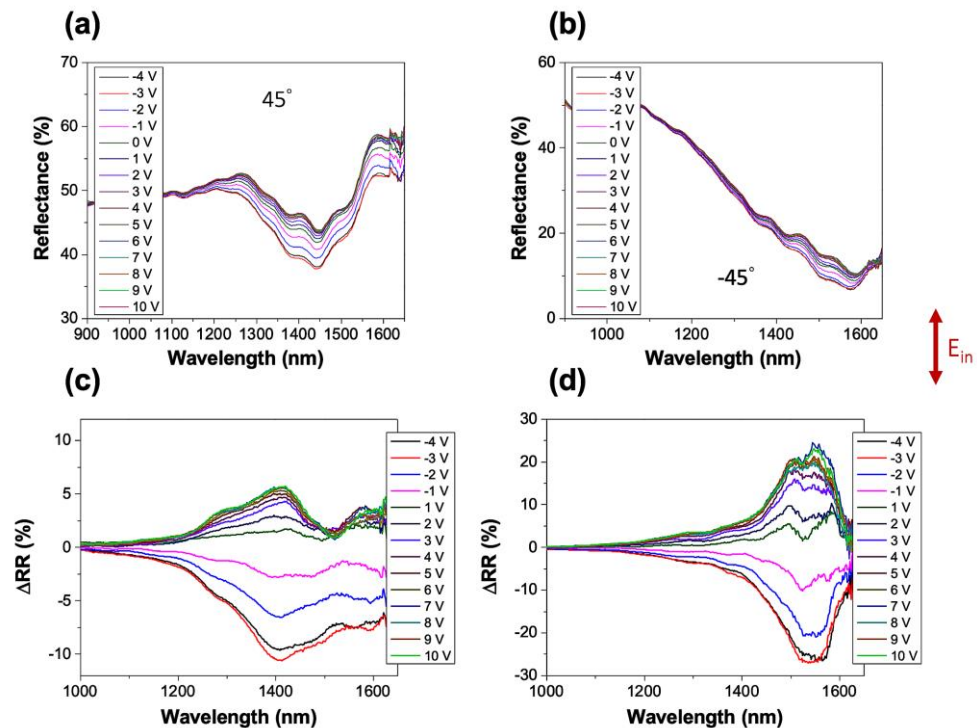 (a)
Reflectance (%)
70
60
50
40
30
45°
-4 V
-3 V
-2 V
-1 V
0 V
1 V
2 V
3 V
4 V
5 V
6 V
7 V
8 V
9 V
10 V
900 1000 1100 1200 1300 1400 1500 1600
Wavelength (nm)
(b)
Reflectance (%)
60
40
20
0
-4 V
-3 V
-2 V
-1 V
0 V
1 V
2 V
3 V
4 V
5 V
6 V
7 V
8 V
9 V
10 V
-45°
1000 1200 1400 1600
Wavelength (nm)
E in
(c)
ΔRR (%)
10
5
0
-5
-10
-4 V
-3 V
-2 V
-1 V
1 V
2 V
3 V
4 V
5 V
6 V
7 V
8 V
9 V
10 V
1000 1200 1400 1600
Wavelength (nm)
(d)
ΔRR (%)
30
20
10
0
-10
-20
-30
-4 V
-3 V
-2 V
-1 V
1 V
2 V
3 V
4 V
5 V
6 V
7 V
8 V
9 V
10 V
1000 1200 1400 1600
Wavelength (nm)